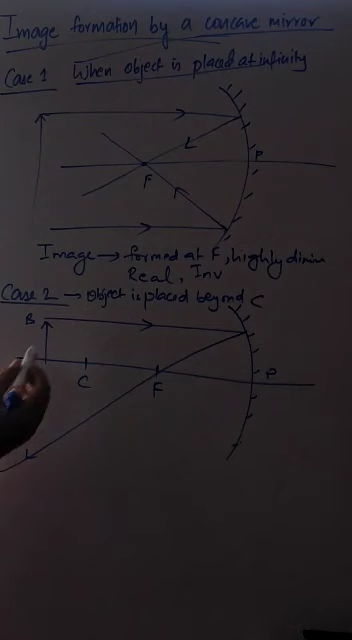 Image formation by a concave mirror
Case 1 When object is placed at infinity
P
F
Image → formed at F, highly dimin
Real, Inv
Case 2 → Object is placed beyond C
B
P
C
F